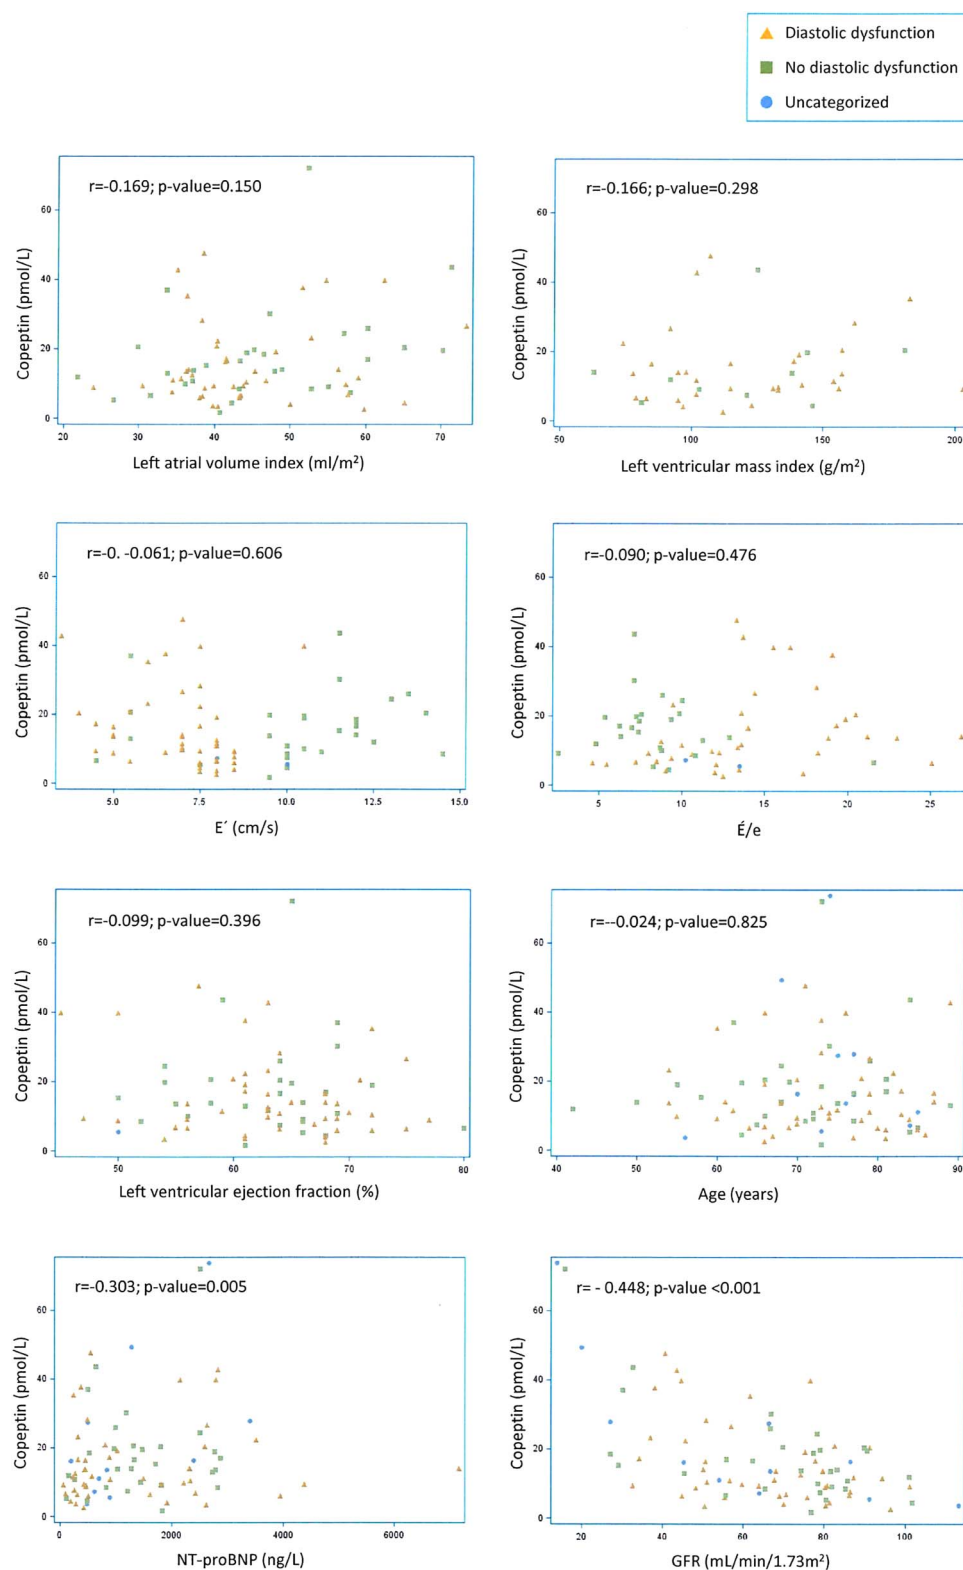 Diastolic dysfunction
No diastolic dysfunction
Uncategorized
r=-0.169; p-value=0.150
Copeptin (pmol/L)
60
40
20
0
20 30 40 50 60 70
Left atrial volume index (ml/m²)
r=-0.166; p-value=0.298
Copeptin (pmol/L)
60
40
20
0
50 100 150 200
Left ventricular mass index (g/m²)
r=-0. -0.061; p-value=0.606
Copeptin (pmol/L)
60
40
20
0
5.0 7.5 10.0 12.5 15.0
E´ (cm/s)
r=-0.090; p-value=0.476
Copeptin (pmol/L)
60
40
20
0
5 10 15 20 25
É/e
r=-0.099; p-value=0.396
Copeptin (pmol/L)
60
40
20
0
50 60 70 80
Left ventricular ejection fraction (%)
r=--0.024; p-value=0.825
Copeptin (pmol/L)
60
40
20
0
40 50 60 70 80 90
Age (years)
r=-0.303; p-value=0.005
Copeptin (pmol/L)
60
40
20
0
0 2000 4000 6000
NT-proBNP (ng/L)
r= - 0.448; p-value <0.001
Copeptin (pmol/L)
60
40
20
0
20 40 60 80 100
GFR (mL/min/1.73m²)